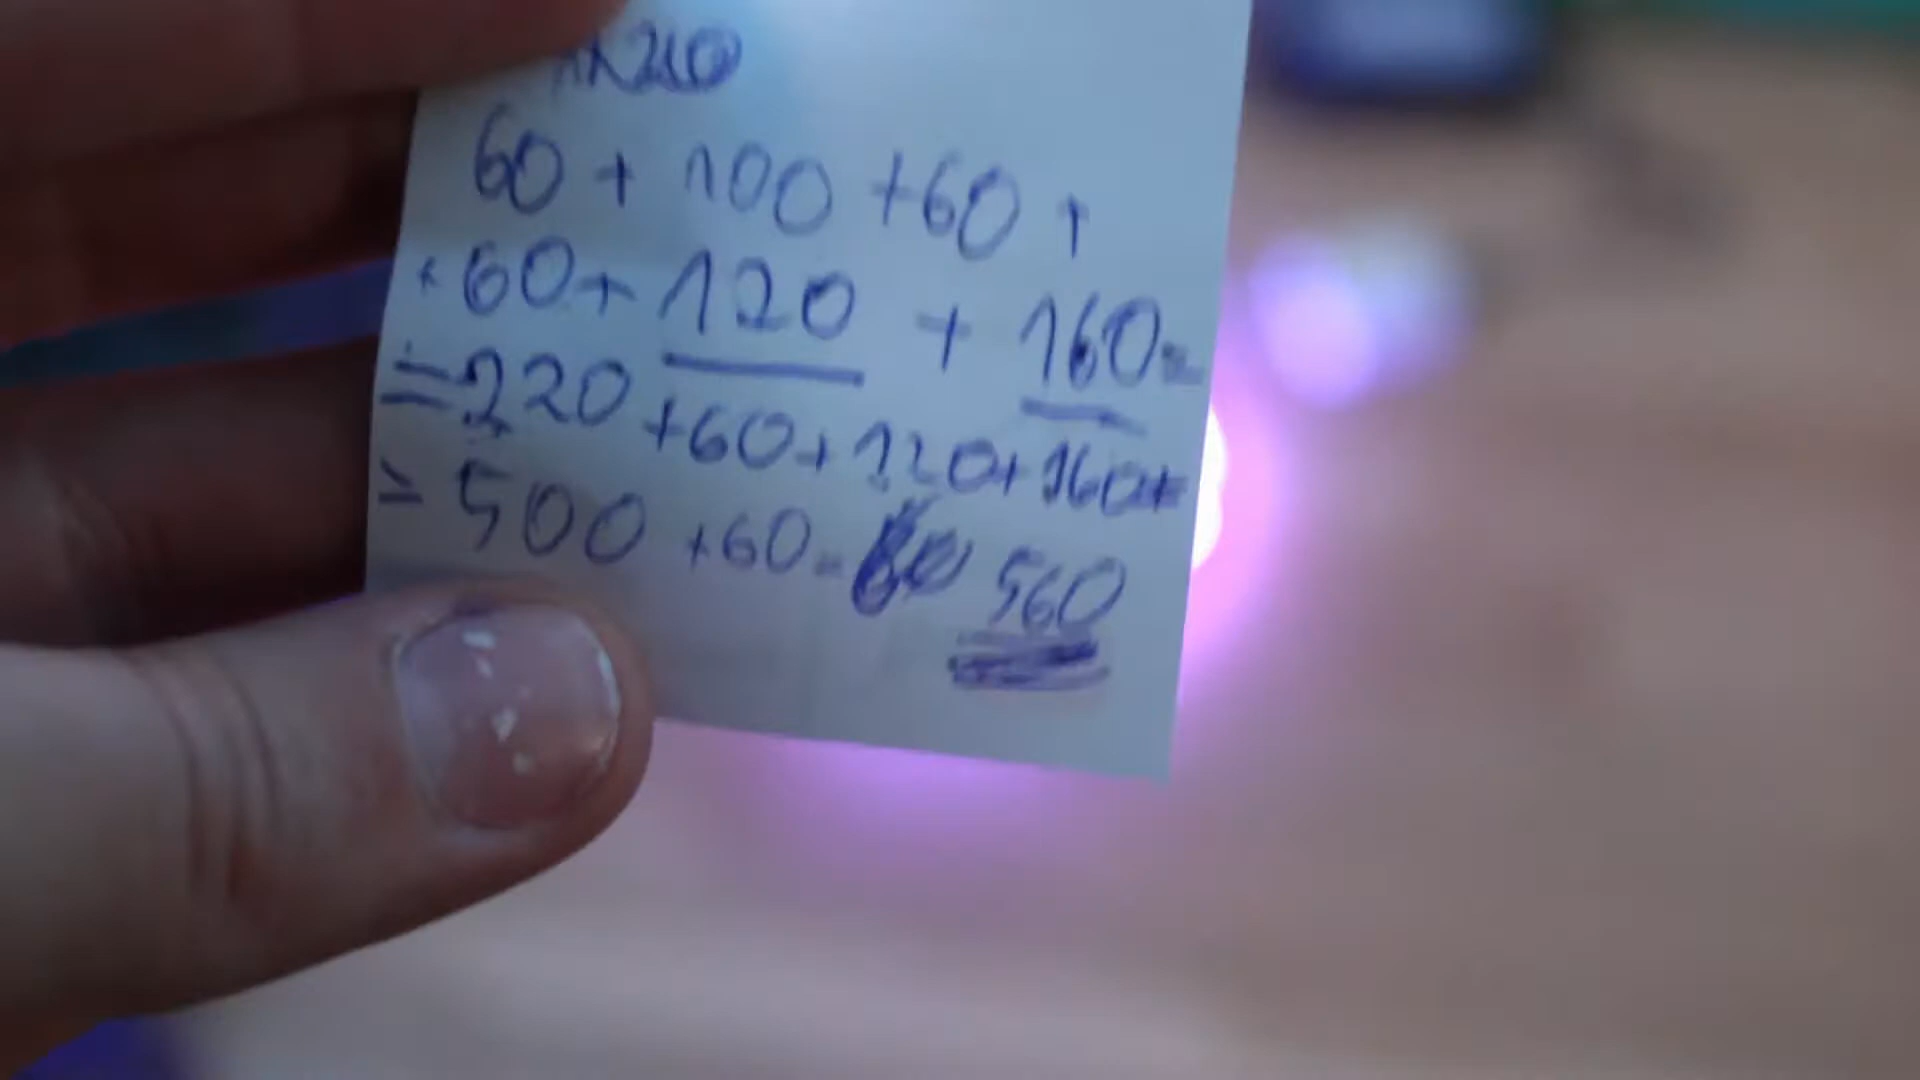 60 + 100 + 60 +
+ 60 + 120 + 160 =
= 220 + 60 + 120 + 160 =
= 500 + 60 = 560